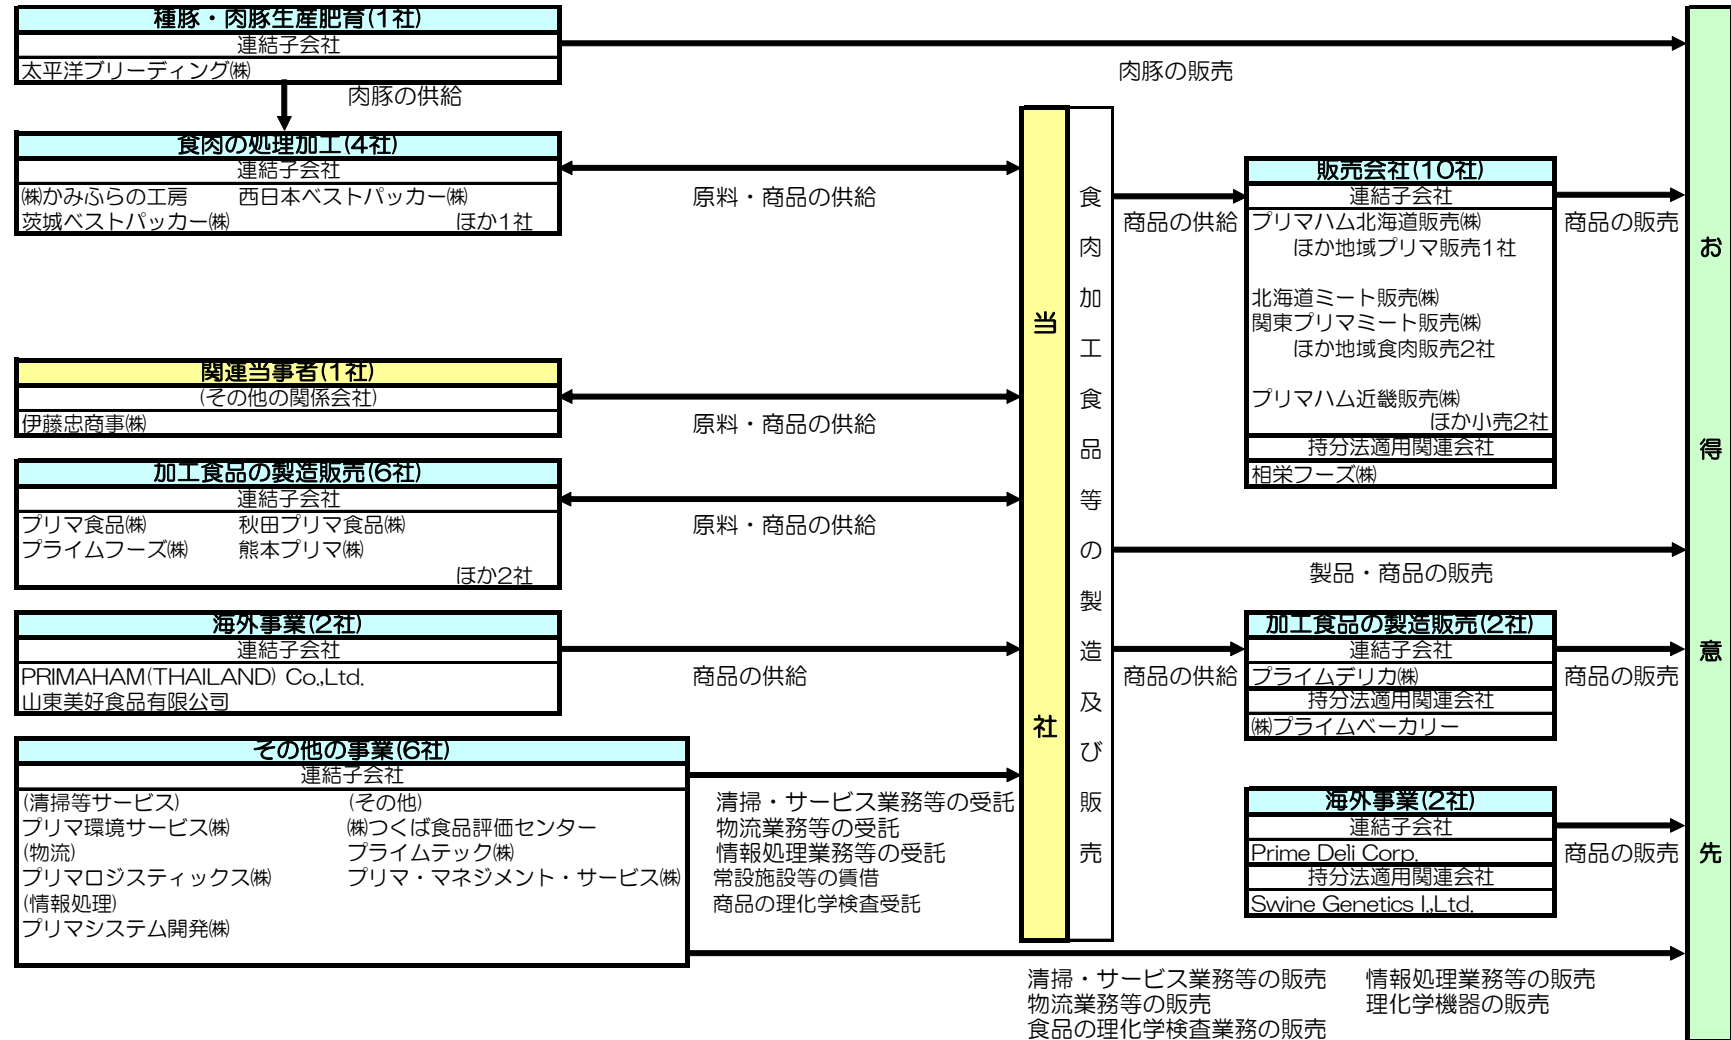 種豚・肉豚生産肥育(1社)
連結子会社
太平洋ブリーディング㈱
肉豚の供給
肉豚の販売
食肉の処理加工(4社)
連結子会社
㈱かみふらの工房 西日本ベストパッカー㈱
茨城ベストパッカー㈱ ほか1社
原料・商品の供給
関連当事者(1社)
(その他の関係会社)
伊藤忠商事㈱
原料・商品の供給
加工食品の製造販売(6社)
連結子会社
プリマ食品㈱ 秋田プリマ食品㈱
プライムフーズ㈱ 熊本プリマ㈱
ほか2社
原料・商品の供給
海外事業(2社)
連結子会社
PRIMAHAM(THAILAND) Co.,Ltd.
山東美好食品有限公司
商品の供給
その他の事業(6社)
連結子会社
(清掃等サービス) (その他)
プリマ環境サービス㈱ ㈱つくば食品評価センター
(物流) プライムテック㈱
プリマロジスティックス㈱ プリマ・マネジメント・サービス㈱
(情報処理)
プリマシステム開発㈱
清掃・サービス業務等の受託
物流業務等の受託
情報処理業務等の受託
常設施設等の賃借
商品の理化学検査受託
当社
食肉加工食品等の製造及び販売
商品の供給
販売会社(10社)
連結子会社
プリマハム北海道販売㈱
ほか地域プリマ販売1社
北海道ミート販売㈱
関東プリマミート販売㈱
ほか地域食肉販売2社
プリマハム近畿販売㈱
ほか小売2社
持分法適用関連会社
相栄フーズ㈱
商品の販売
製品・商品の販売
商品の供給
加工食品の製造販売(2社)
連結子会社
プライムデリカ㈱
持分法適用関連会社
㈱プライムベーカリー
商品の販売
海外事業(2社)
連結子会社
Prime Deli Corp.
持分法適用関連会社
Swine Genetics I.,Ltd.
商品の販売
清掃・サービス業務等の販売 情報処理業務等の販売
物流業務等の販売 理化学機器の販売
食品の理化学検査業務の販売
お得意先